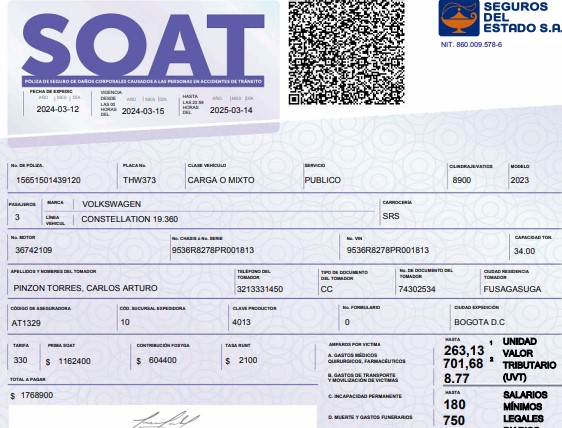 SOAT
SEGUROS
DEL
ESTADO S.A.
NIT. 860.009.578-6
PÓLIZA DE SEGURO DE DAÑOS CORPORALES CAUSADOS A LAS PERSONAS EN ACCIDENTES DE TRÁNSITO
FECHA DE EXPEDIC
AÑO MES DIA
2024-03-12
VIGENCIA
DESDE
LAS 00
HORAS
DEL
AÑO MES DIA
2024-03-15
HASTA
LAS 23:59
HORAS
DEL
AÑO MES DIA
2025-03-14
No. DE PÓLIZA.
15651501439120
PLACA No.
THW373
CLASE VEHÍCULO
CARGA O MIXTO
SERVICIO
PUBLICO
CILINDRAJE/VATIOS
8900
MODELO
2023
PASAJEROS
3
MARCA
VOLKSWAGEN
LÍNEA
VEHICUL
CONSTELLATION 19.360
CARROCERÍA
SRS
No. MOTOR
36742109
No. CHASIS ó No. SERIE
9536R8278PR001813
No. VIN
9536R8278PR001813
CAPACIDAD TON.
34.00
APELLIDOS Y NOMBRES DEL TOMADOR
PINZON TORRES, CARLOS ARTURO
TELÉFONO DEL
TOMADOR
3213331450
TIPO DE DOCUMENTO
DEL TOMADOR
CC
No. DE DOCUMENTO DEL
TOMADOR
74302534
CIUDAD RESIDENCIA
TOMADOR
FUSAGASUGA
CÓDIGO DE ASEGURADORA
AT1329
CÓD. SUCURSAL EXPEDIDORA
10
CLAVE PRODUCTOR
4013
No. FORMULARIO
0
CIUDAD EXPEDICIÓN
BOGOTA D.C
TARIFA
330
PRIMA SOAT
$ 1162400
CONTRIBUCIÓN FOSYGA
$ 604400
TASA RUNT
$ 2100
TOTAL A PAGAR
$ 1768900
AMPAROS POR VICTIMA
A. GASTOS MÉDICOS
QUIRÚRGICOS, FARMACÉUTICOS
B. GASTOS DE TRANSPORTE
Y MOVILIZACIÓN DE VICTIMAS
C. INCAPACIDAD PERMANENTE
D. MUERTE Y GASTOS FUNERARIOS
HASTA
263,13 1
701,68 2
8.77
UNIDAD
VALOR
TRIBUTARIO
(UVT)
HASTA
180
750
SALARIOS
MÍNIMOS
LEGALES